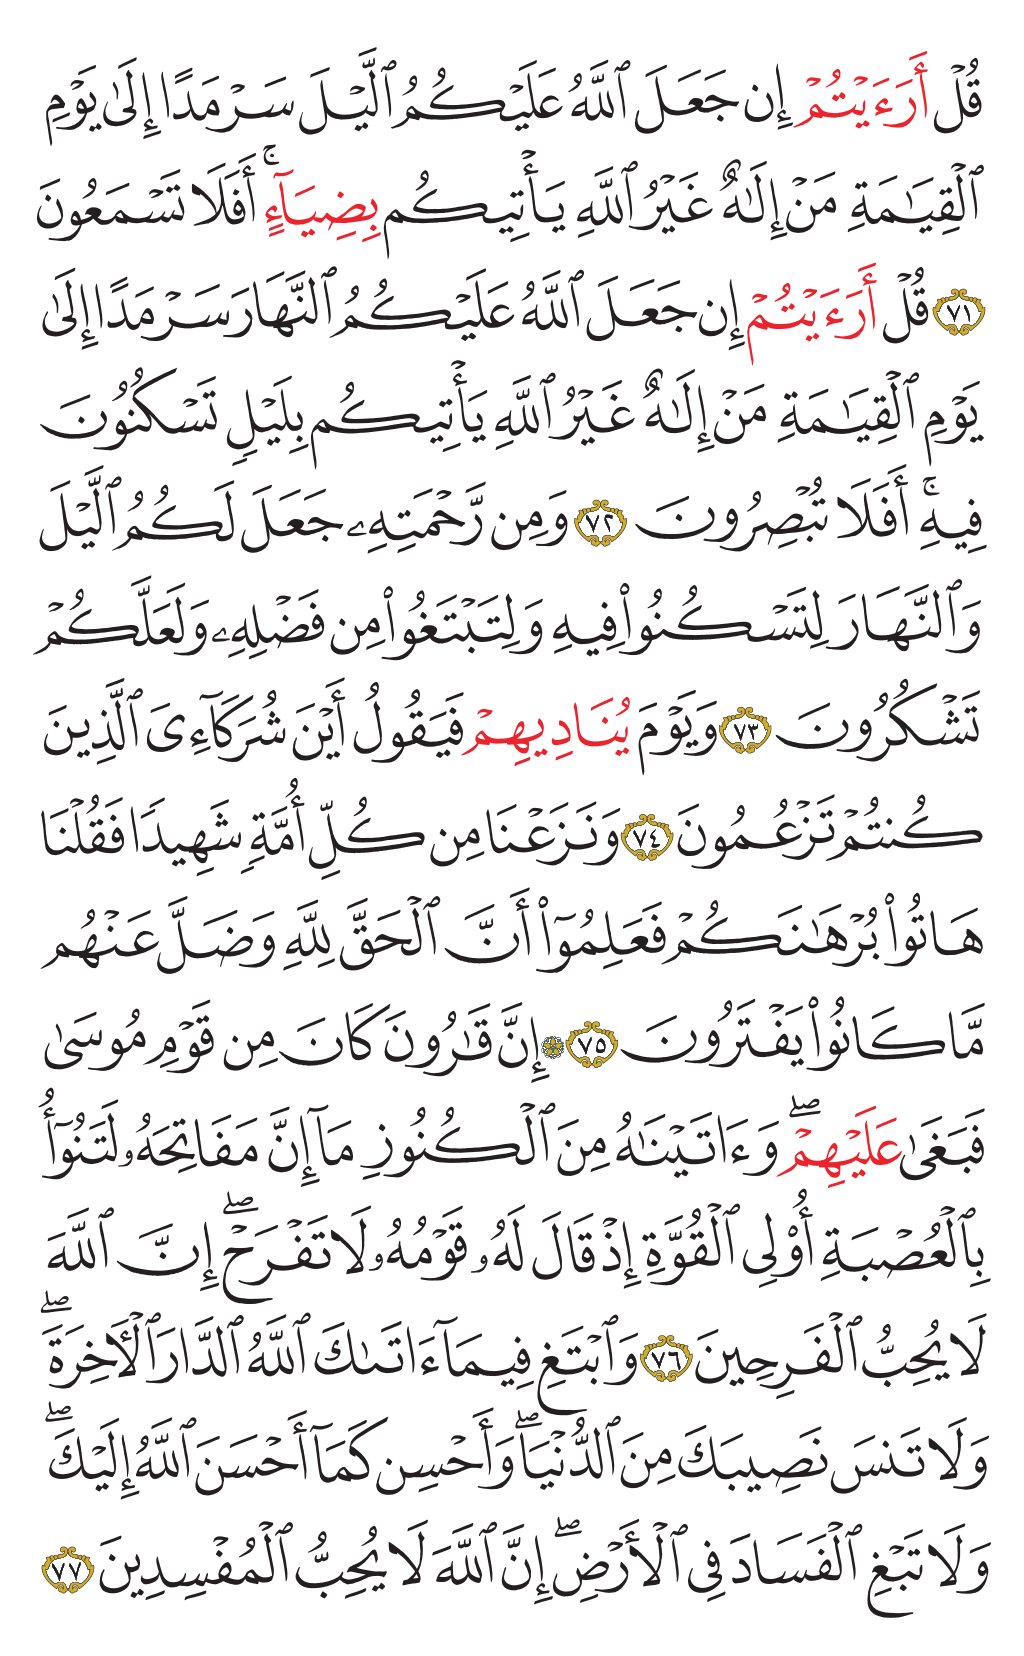 قُلۡ أَرَءَيۡتُمۡ إِن جَعَلَ ٱللَّهُ عَلَيۡكُمُ ٱلَّيۡلَ سَرۡمَدًا إِلَىٰ يَوۡمِ
ٱلۡقِيَٰمَةِ مَنۡ إِلَٰهٌ غَيۡرُ ٱللَّهِ يَأۡتِيكُم بِضِيَآءٍۚ أَفَلَا تَسۡمَعُونَ
٧١ قُلۡ أَرَءَيۡتُمۡ إِن جَعَلَ ٱللَّهُ عَلَيۡكُمُ ٱلنَّهَارَ سَرۡمَدًا إِلَىٰ
يَوۡمِ ٱلۡقِيَٰمَةِ مَنۡ إِلَٰهٌ غَيۡرُ ٱللَّهِ يَأۡتِيكُم بِلَيۡلٖ تَسۡكُنُونَ
فِيهِۚ أَفَلَا تُبۡصِرُونَ ٧٢ وَمِن رَّحۡمَتِهِۦ جَعَلَ لَكُمُ ٱلَّيۡلَ
وَٱلنَّهَارَ لِتَسۡكُنُواْ فِيهِ وَلِتَبۡتَغُواْ مِن فَضۡلِهِۦ وَلَعَلَّكُمۡ
تَشۡكُرُونَ ٧٣ وَيَوۡمَ يُنَادِيهِمۡ فَيَقُولُ أَيۡنَ شُرَكَآءِيَ ٱلَّذِينَ
كُنتُمۡ تَزۡعُمُونَ ٧٤ وَنَزَعۡنَا مِن كُلِّ أُمَّةٖ شَهِيدٗا فَقُلۡنَا
هَاتُواْ بُرۡهَٰنَكُمۡ فَعَلِمُوٓاْ أَنَّ ٱلۡحَقَّ لِلَّهِ وَضَلَّ عَنۡهُم
مَّا كَانُواْ يَفۡتَرُونَ ٧٥ ۞ إِنَّ قَٰرُونَ كَانَ مِن قَوۡمِ مُوسَىٰ
فَبَغَىٰ عَلَيۡهِمۡۖ وَءَاتَيۡنَٰهُ مِنَ ٱلۡكُنُوزِ مَآ إِنَّ مَفَاتِحَهُۥ لَتَنُوٓأُ
بِٱلۡعُصۡبَةِ أُوْلِي ٱلۡقُوَّةِ إِذۡ قَالَ لَهُۥ قَوۡمُهُۥ لَا تَفۡرَحۡۖ إِنَّ ٱللَّهَ
لَا يُحِبُّ ٱلۡفَرِحِينَ ٧٦ وَٱبۡتَغِ فِيمَآ ءَاتَىٰكَ ٱللَّهُ ٱلدَّارَ ٱلۡأٓخِرَةَۖ
وَلَا تَنسَ نَصِيبَكَ مِنَ ٱلدُّنۡيَاۖ وَأَحۡسِن كَمَآ أَحۡسَنَ ٱللَّهُ إِلَيۡكَۖ
وَلَا تَبۡغِ ٱلۡفَسَادَ فِي ٱلۡأَرۡضِۖ إِنَّ ٱللَّهَ لَا يُحِبُّ ٱلۡمُفۡسِدِينَ ٧٧